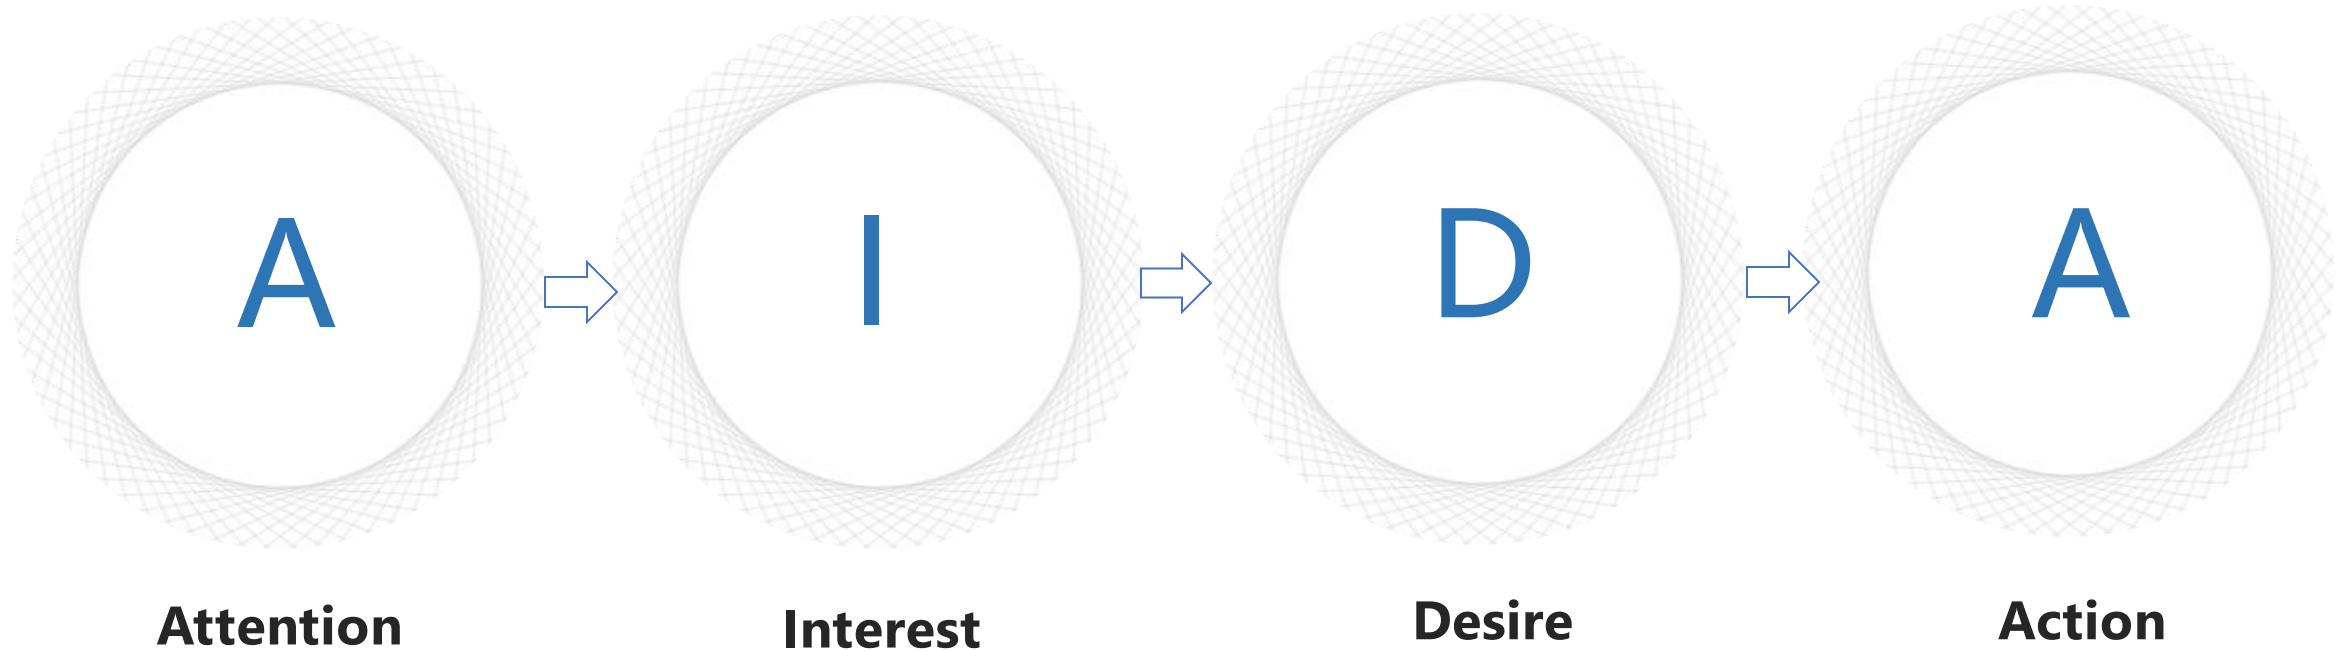 A
I
D
A
Attention
Interest
Desire
Action